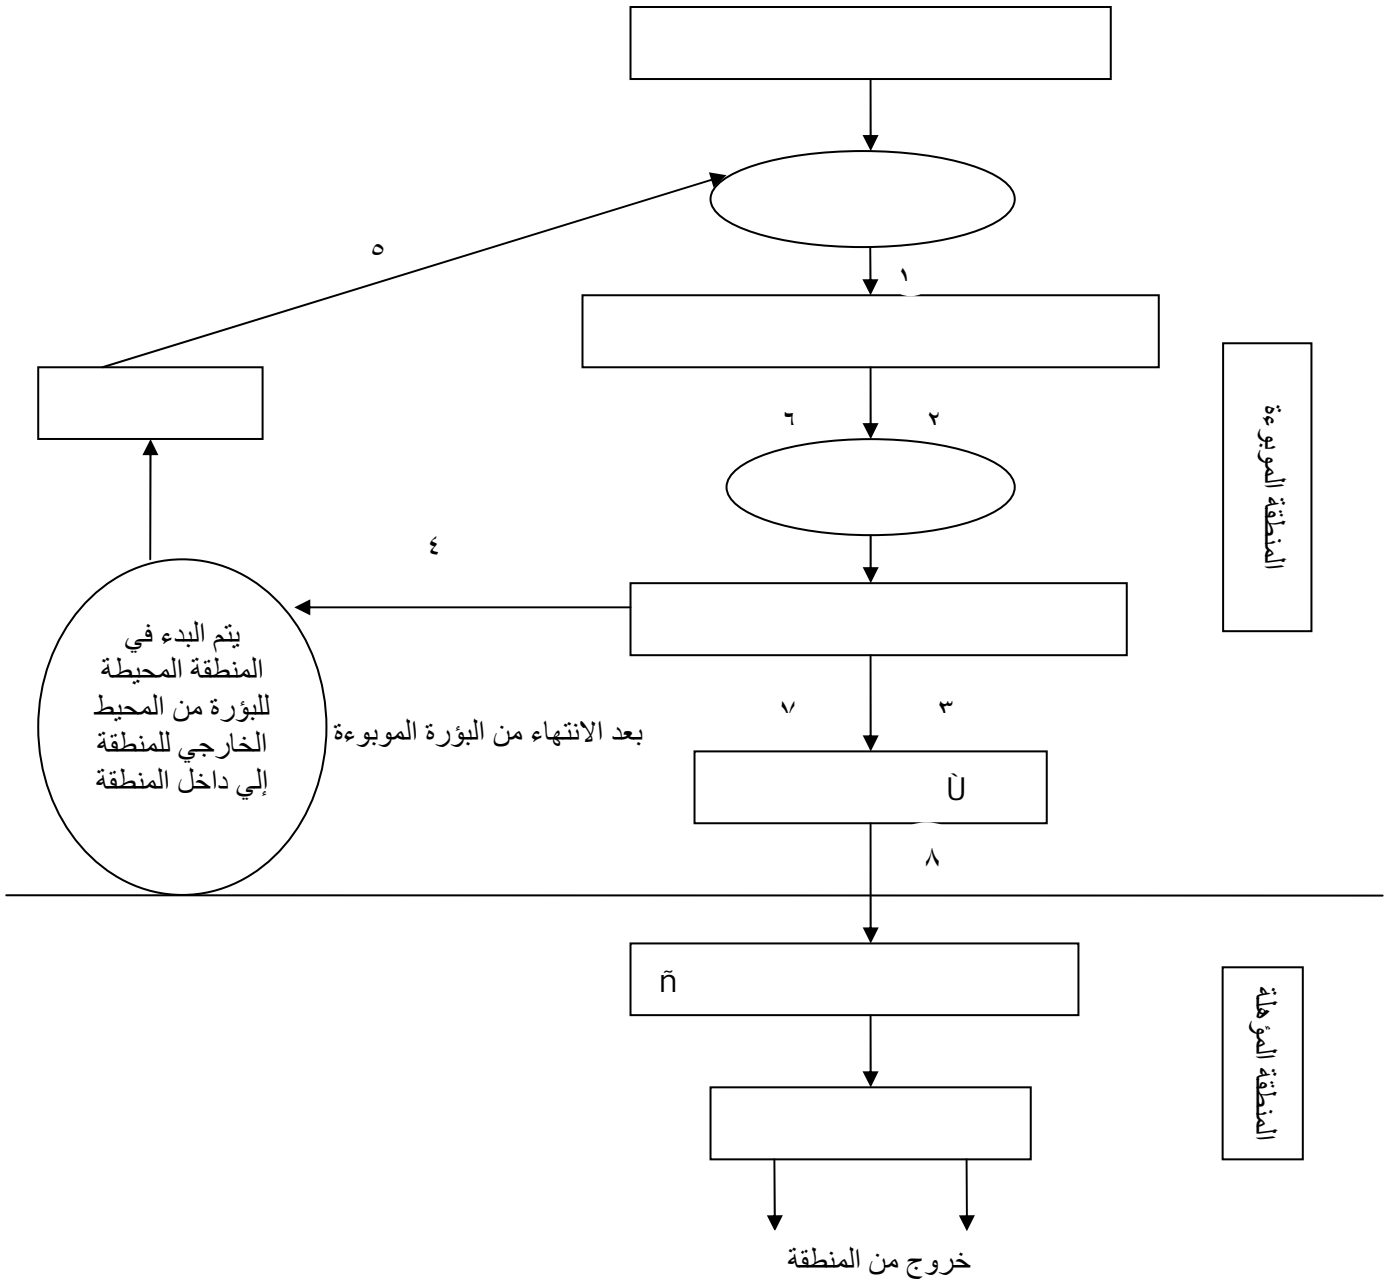 ٥
١
٦
٢
المنطقة الموبوءة
٤
يتم البدء في
المنطقة المحيطة
للبؤرة من المحيط
الخارجي للمنطقة
إلي داخل المنطقة
بعد الانتهاء من البؤرة الموبوءة
٧
٣
Ù
٨
ñ
المنطقة المؤهلة
خروج من المنطقة